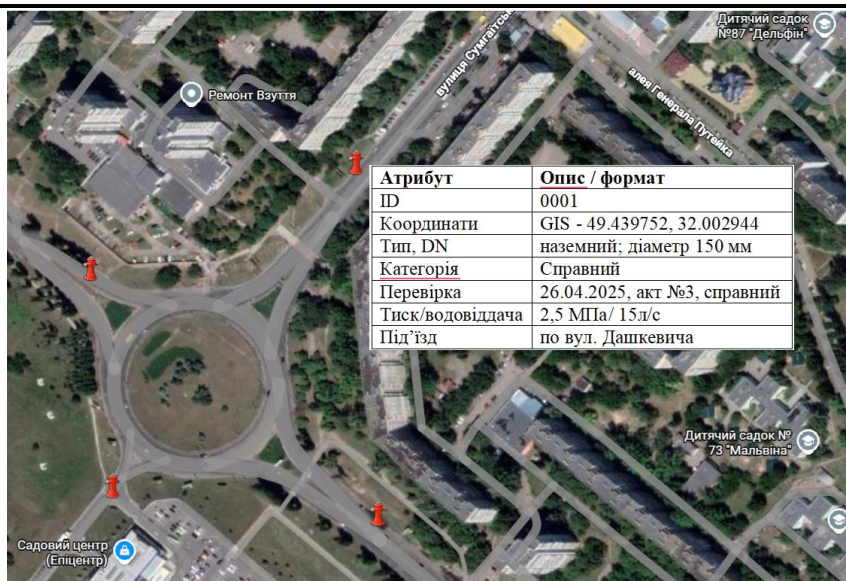 Дитячий садок
№87 "Дельфін"
вулиця Сумгаїтськ
Ремонт Взуття
алея Генерала Путейка
Атрибут Опис / формат
ID 0001
Координати GIS - 49.439752, 32.002944
Тип, DN наземний; діаметр 150 мм
Категорія Справний
Перевірка 26.04.2025, акт №3, справний
Тиск/водовіддача 2,5 МПа/ 15л/с
Під’їзд по вул. Дашкевича
Дитячий садок №
73 "Мальвіна"
Садовий центр
(Епіцентр)